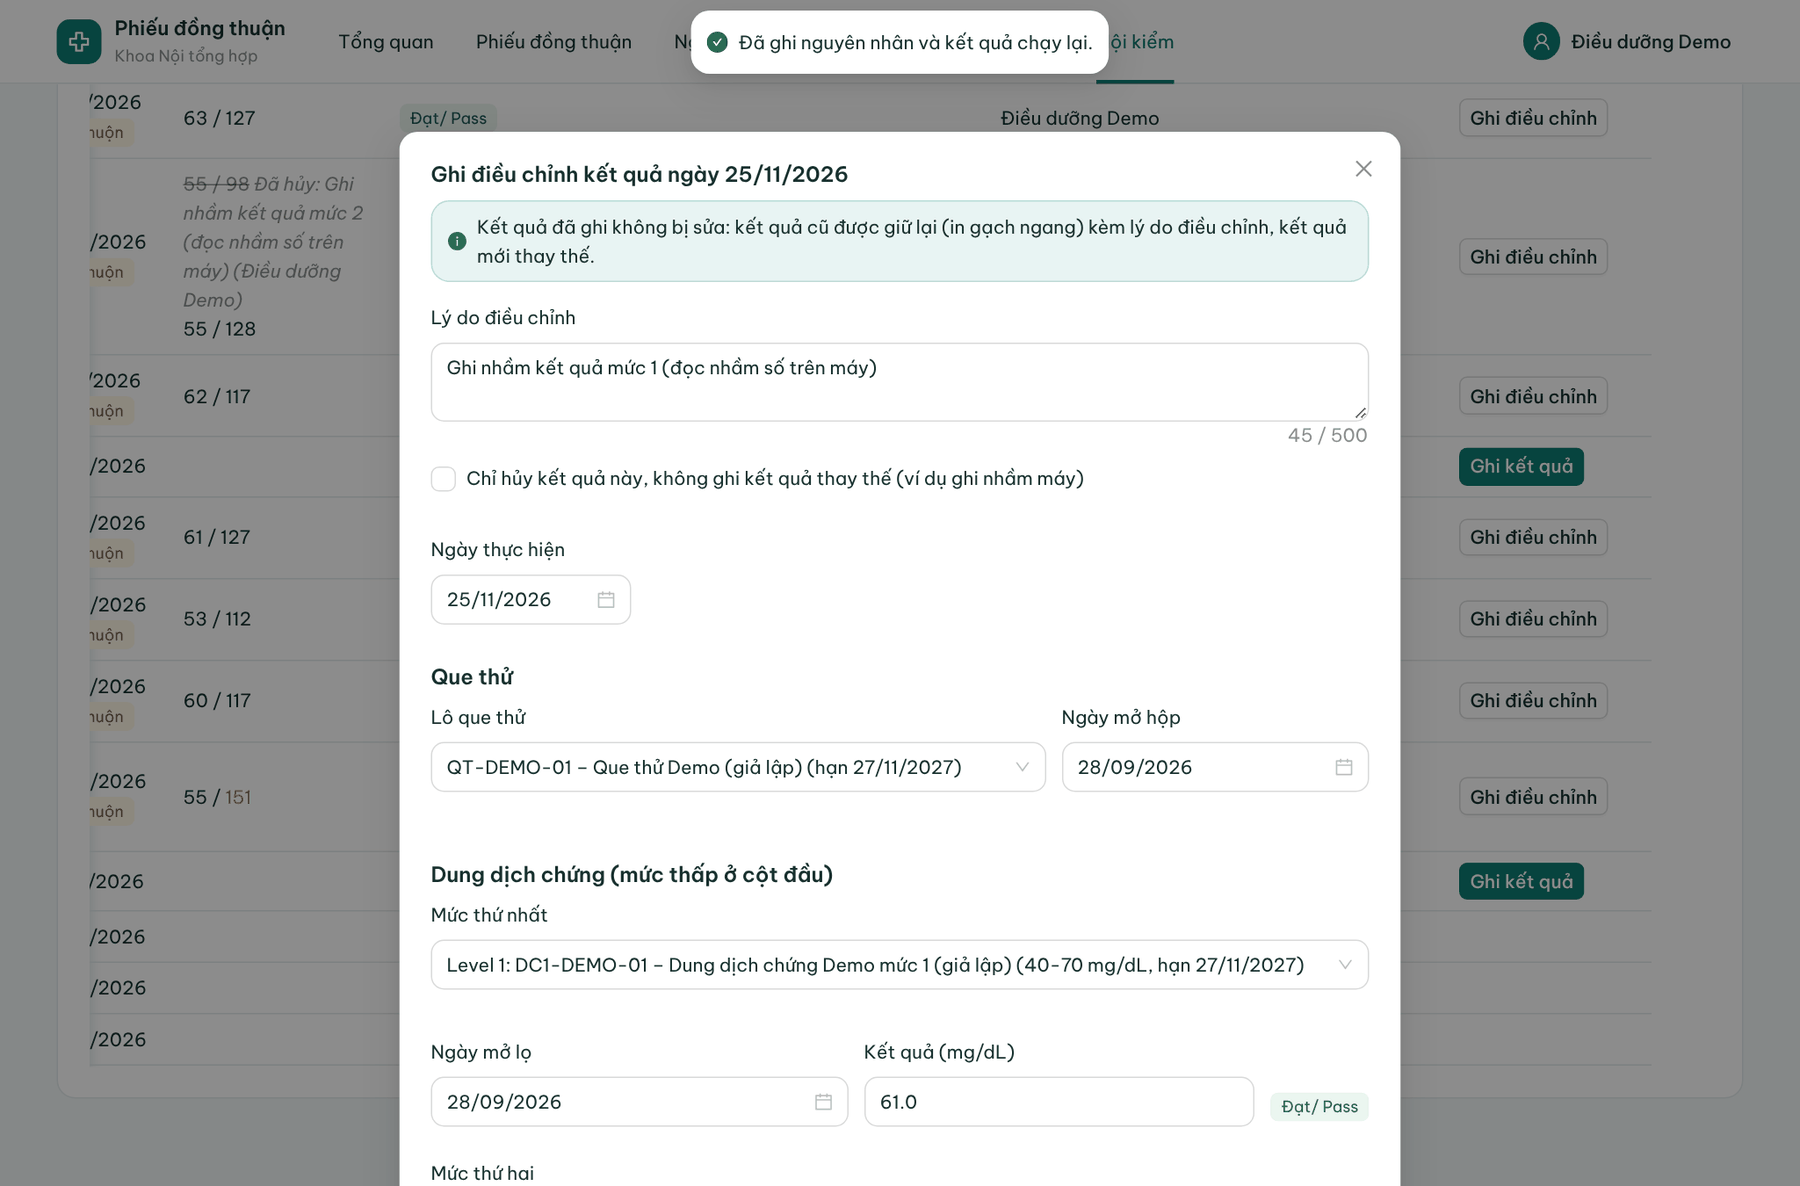 Phiếu đồng thuận
Khoa Nội tổng hợp
Tổng quan
Phiếu đồng thuận
Đã ghi nguyên nhân và kết quả chạy lại.
ội kiểm
Điều dưỡng Demo
/2026
63 / 127
Đạt/ Pass
Điều dưỡng Demo
Ghi điều chỉnh
/2026
55 / 98 Đã hủy: Ghi
nhầm kết quả mức 2
(đọc nhầm số trên
máy) (Điều dưỡng
Demo)
55 / 128
Ghi điều chỉnh
/2026
62 / 117
Ghi điều chỉnh
/2026
Ghi kết quả
/2026
61 / 127
Ghi điều chỉnh
/2026
53 / 112
Ghi điều chỉnh
/2026
60 / 117
Ghi điều chỉnh
/2026
55 / 151
Ghi điều chỉnh
/2026
Ghi kết quả
/2026
/2026
/2026
Ghi điều chỉnh kết quả ngày 25/11/2026
Kết quả đã ghi không bị sửa: kết quả cũ được giữ lại (in gạch ngang) kèm lý do điều chỉnh, kết quả
mới thay thế.
Lý do điều chỉnh
Ghi nhầm kết quả mức 1 (đọc nhầm số trên máy)
45 / 500
Chỉ hủy kết quả này, không ghi kết quả thay thế (ví dụ ghi nhầm máy)
Ngày thực hiện
25/11/2026
Que thử
Lô que thử
Ngày mở hộp
QT-DEMO-01 – Que thử Demo (giả lập) (hạn 27/11/2027)
28/09/2026
Dung dịch chứng (mức thấp ở cột đầu)
Mức thứ nhất
Level 1: DC1-DEMO-01 – Dung dịch chứng Demo mức 1 (giả lập) (40-70 mg/dL, hạn 27/11/2027)
Ngày mở lọ
Kết quả (mg/dL)
28/09/2026
61.0
Đạt/ Pass
Mức thứ hai